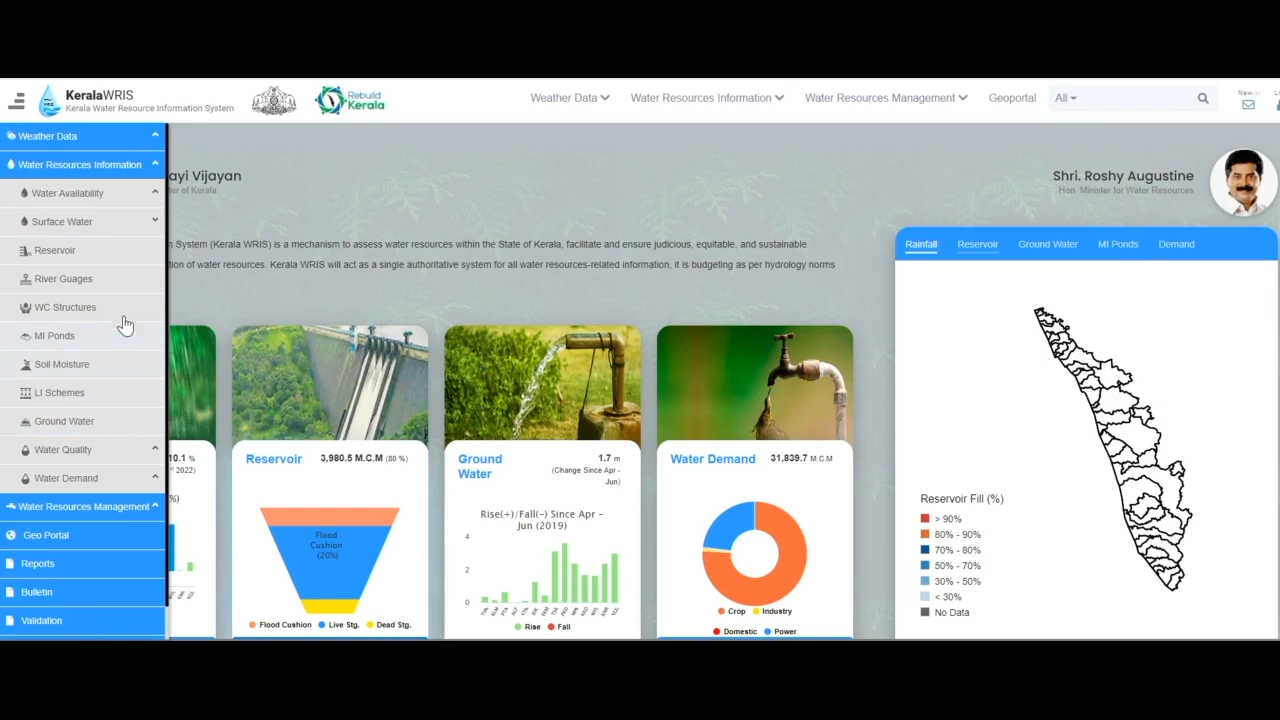 KeralaWRIS
Kerala Water Resource Information System
Rebuild
Kerala
Weather Data
Water Resources Information
Water Resources Management
Geoportal
All
Weather Data
Water Resources Information
Water Availability
Surface Water
Reservoir
River Guages
WC Structures
MI Ponds
Soil Moisture
LI Schemes
Ground Water
Water Quality
Water Demand
Water Resources Management
Geo Portal
Reports
Bulletin
Validation
ayi Vijayan
er of Kerala
Shri. Roshy Augustine
Hon. Minister for Water Resources
n System (Kerala WRIS) is a mechanism to assess water resources within the State of Kerala, facilitate and ensure judicious, equitable, and sustainable
tion of water resources. Kerala WRIS will act as a single authoritative system for all water resources-related information, it is budgeting as per hydrology norms
10.1 %
2022)
%)
Reservoir
3,980.5 M.C.M (80 %)
Flood
Cushion
(20%)
Flood Cushion Live Stg. Dead Stg.
Ground
Water
1.7 m
(Change Since Apr -
Jun)
Rise(+)/Fall(-) Since Apr –
Jun (2019)
4
2
0
Rise Fall
Water Demand
31,839.7 M.C.M
Crop Industry
Domestic Power
Rainfall Reservoir Ground Water MI Ponds Demand
Reservoir Fill (%)
> 90%
80% - 90%
70% - 80%
50% - 70%
30% - 50%
< 30%
No Data